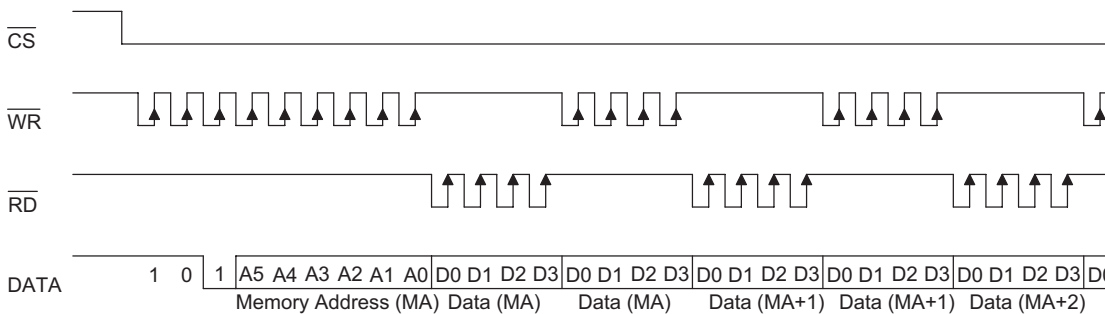 CS
WR
RD
DATA 1 0 1 A5 A4 A3 A2 A1 A0 D0 D1 D2 D3 D0 D1 D2 D3 D0 D1 D2 D3 D0 D1 D2 D3 D0 D1 D2 D3
Memory Address (MA) Data (MA) Data (MA) Data (MA+1) Data (MA+1) Data (MA+2)